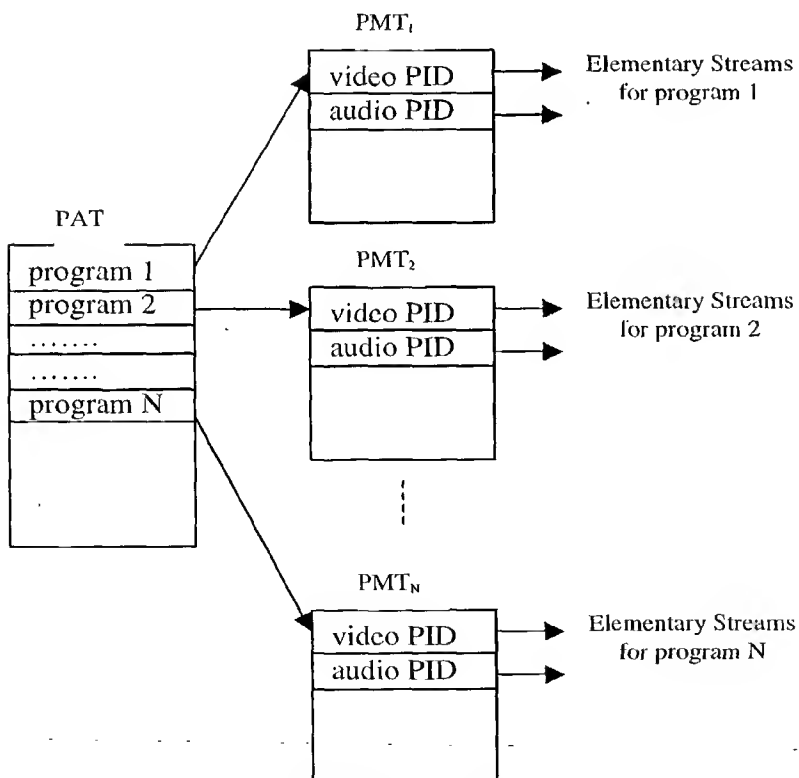 PMT₁
video PID
audio PID
Elementary Streams
for program 1
PAT
program 1
program 2
.......
.......
program N
PMT₂
video PID
audio PID
Elementary Streams
for program 2
PMT_N
video PID
audio PID
Elementary Streams
for program N